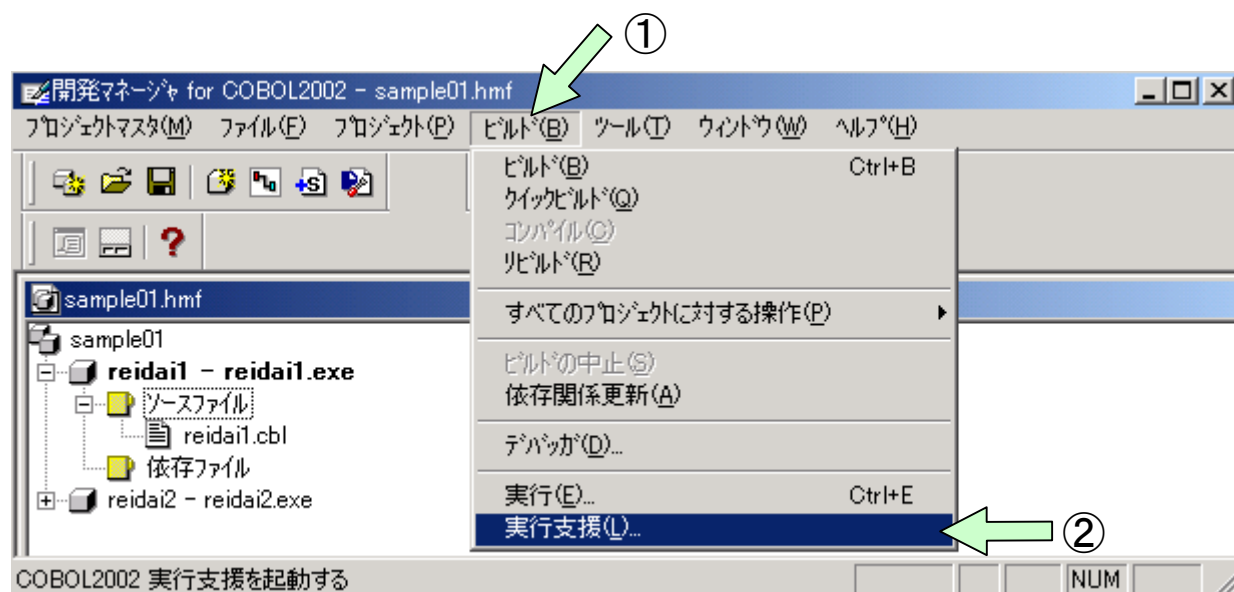 ①
開発ﾏﾈｰｼﾞｬ for COBOL2002 - sample01.hmf
ﾌﾟﾛｼﾞｪｸﾄﾏｽﾀ(M) ﾌｧｲﾙ(F) ﾌﾟﾛｼﾞｪｸﾄ(P) ﾋﾞﾙﾄﾞ(B) ﾂｰﾙ(T) ｳｨﾝﾄﾞｳ(W) ﾍﾙﾌﾟ(H)
ﾋﾞﾙﾄﾞ(B) Ctrl+B
ｸｲｯｸﾋﾞﾙﾄﾞ(Q)
ｺﾝﾊﾟｲﾙ(C)
ﾘﾋﾞﾙﾄﾞ(R)
すべてのﾌﾟﾛｼﾞｪｸﾄに対する操作(P)
ﾋﾞﾙﾄﾞの中止(S)
依存関係更新(A)
ﾃﾞﾊﾞｯｶﾞ(D)...
実行(E)... Ctrl+E
実行支援(L)...
②
sample01.hmf
sample01
reidai1 - reidai1.exe
ｿｰｽﾌｧｲﾙ
reidai1.cbl
依存ﾌｧｲﾙ
reidai2 - reidai2.exe
COBOL2002 実行支援を起動する
NUM